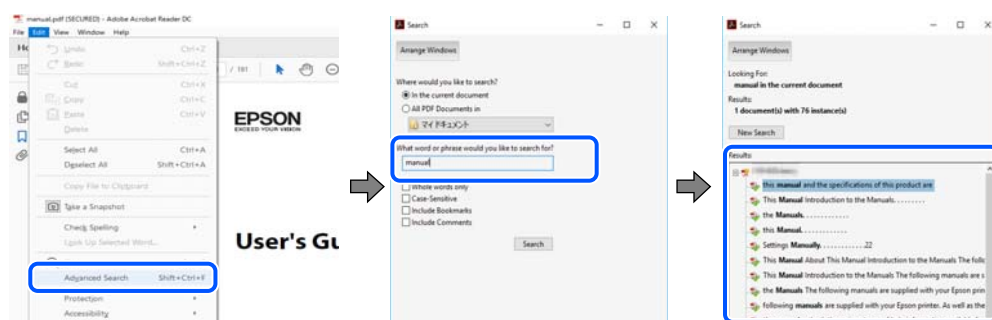 manual.pdf (SECURED) - Adobe Acrobat Reader DC
File Edit View Window Help
Undo Ctrl+Z
Redo Shift+Ctrl+Z
Cut Ctrl+X
Copy Ctrl+C
Paste Ctrl+V
Delete
Select All Ctrl+A
Deselect All Shift+Ctrl+A
Copy File to Clipboard
Take a Snapshot
Check Spelling
Look Up Selected Word...
Advanced Search Shift+Ctrl+F
Protection
Accessibility
/ 181
EPSON
EXCEED YOUR VISION
User's Gu
Search
Arrange Windows
Where would you like to search?
In the current document
All PDF Documents in
マイ ドキュメント
What word or phrase would you like to search for?
manual
Whole words only
Case-Sensitive
Include Bookmarks
Include Comments
Search
Search
Arrange Windows
Looking For:
manual in the current document
Results:
1 document(s) with 76 instance(s)
New Search
Results:
this manual and the specifications of this product are
This Manual Introduction to the Manuals. . . . . . . .
the Manuals. . . . . . . . . . . .
this Manual. . . . . . . . . . . .
Settings Manually. . . . . . . . . . . .22
This Manual About This Manual Introduction to the Manuals The follo
This Manual Introduction to the Manuals The following manuals are s
the Manuals The following manuals are supplied with your Epson prin
following manuals are supplied with your Epson printer. As well as the